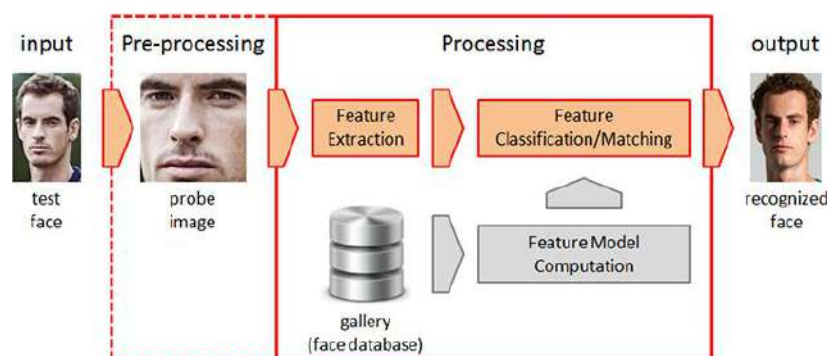 input
Pre-processing
Processing
output
Feature
Extraction
Feature
Classification/Matching
test
face
probe
image
recognized
face
Feature Model
Computation
gallery
(face database)